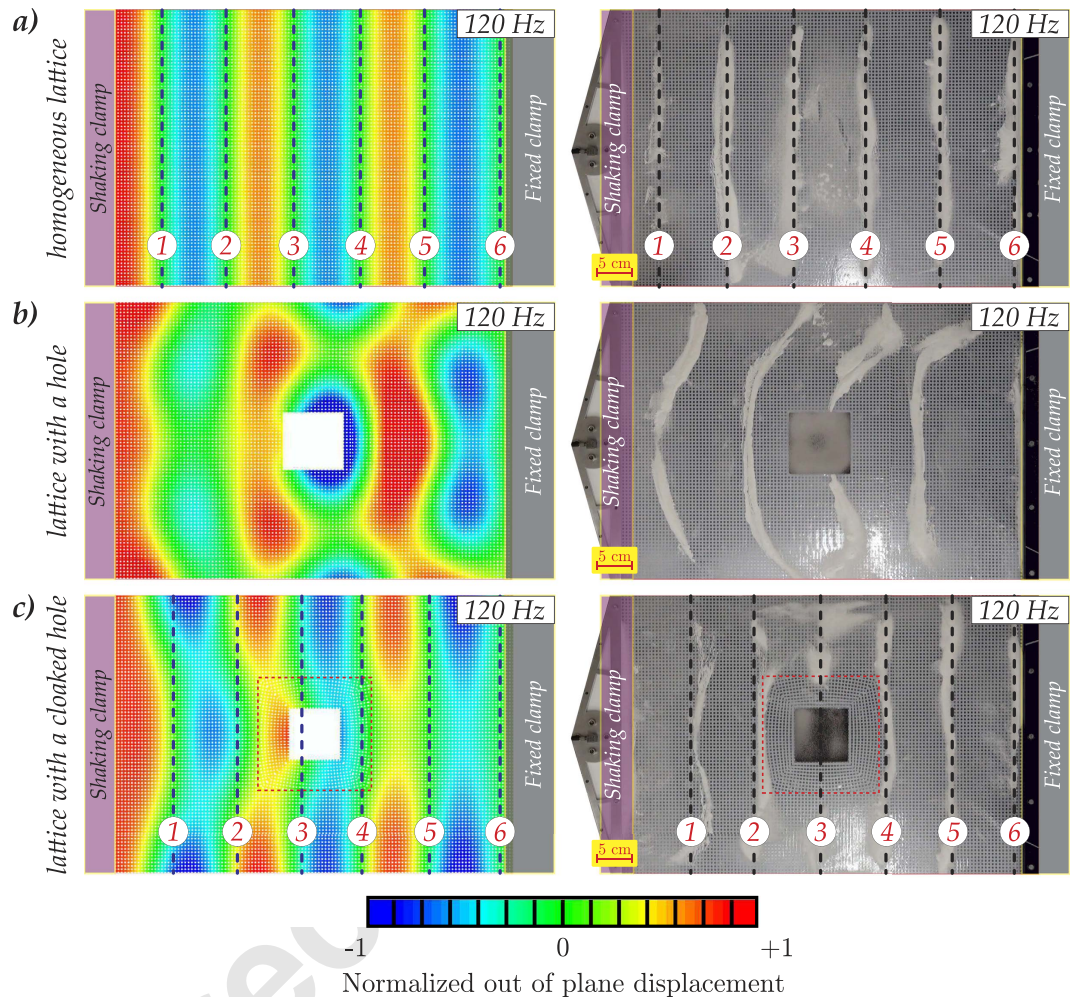 a)
homogeneous lattice
Shaking clamp
120 Hz
Fixed clamp
1 2 3 4 5 6
120 Hz
Shaking clamp
Fixed clamp
1 2 3 4 5 6
5 cm
b)
lattice with a hole
Shaking clamp
120 Hz
Fixed clamp
120 Hz
Shaking clamp
Fixed clamp
5 cm
c)
lattice with a cloaked hole
Shaking clamp
120 Hz
Fixed clamp
1 2 3 4 5 6
120 Hz
Shaking clamp
Fixed clamp
1 2 3 4 5 6
5 cm
-1 0 +1
Normalized out of plane displacement